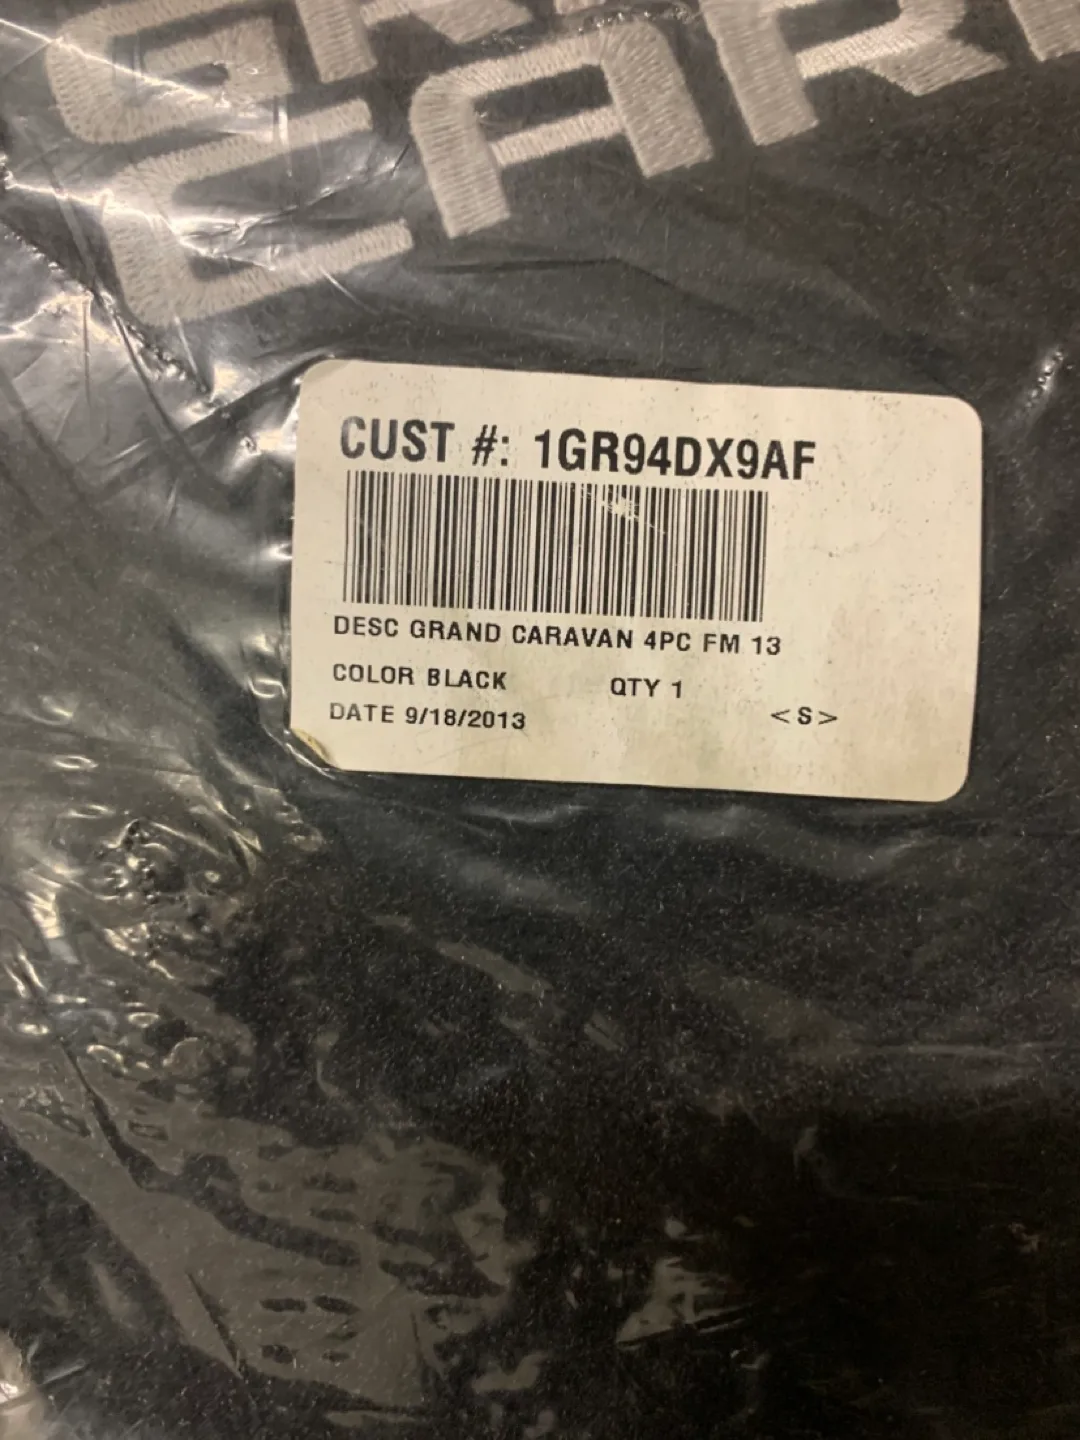 CUST #: 1GR94DX9AF
DESC GRAND CARAVAN 4PC FM 13
COLOR BLACK QTY 1
DATE 9/18/2013 <S>